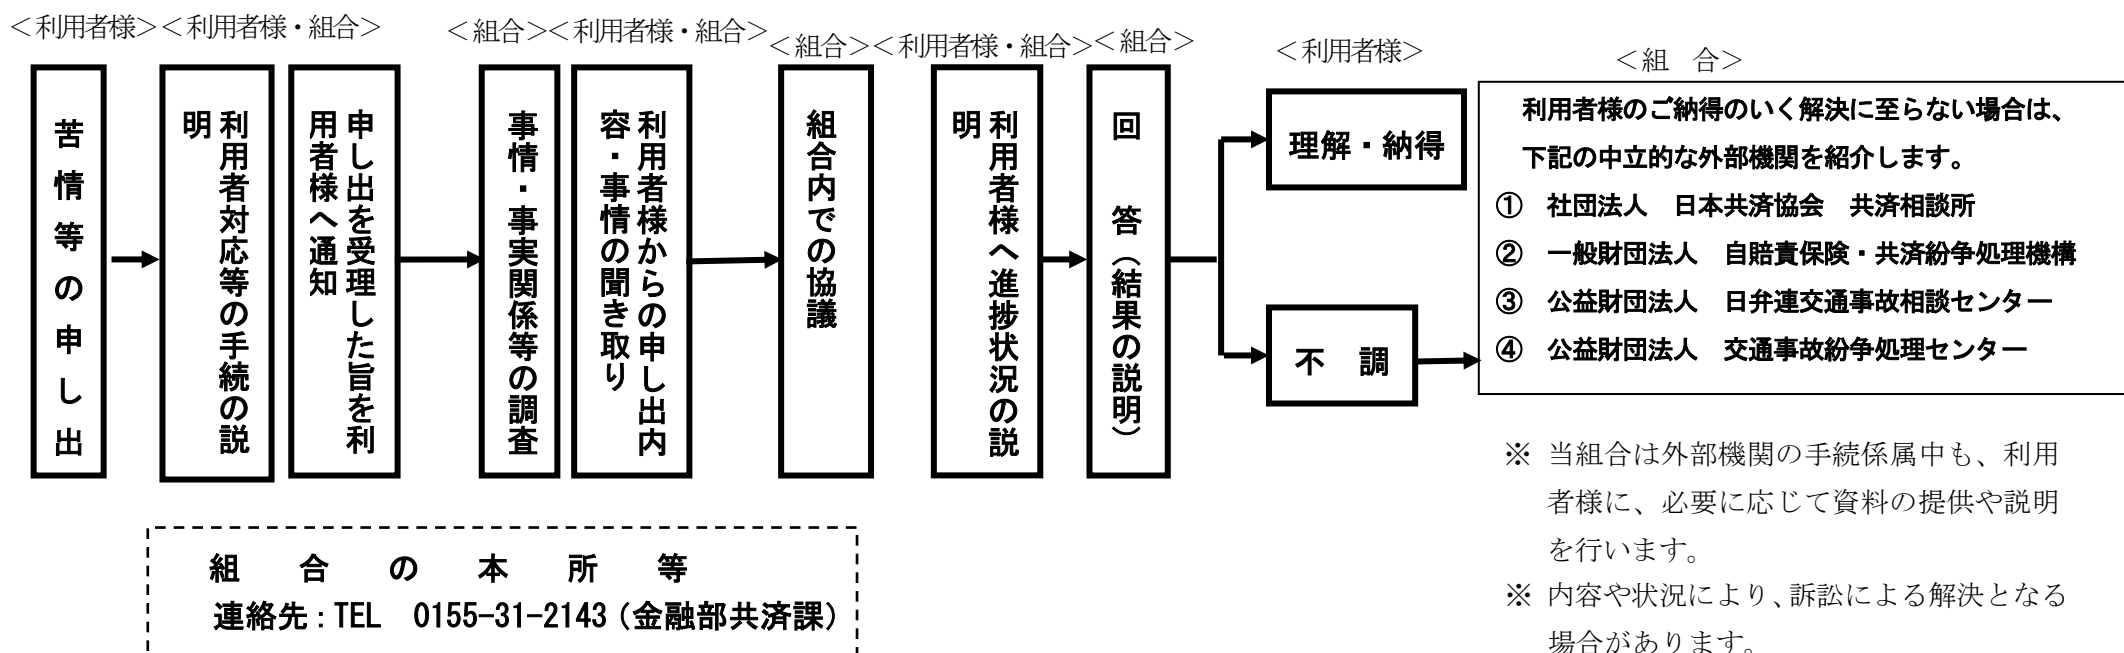 ＜利用者様＞
＜利用者様・組合＞
＜組合＞
＜利用者様・組合＞
＜組合＞
＜利用者様・組合＞
＜組合＞
＜利用者様＞
＜組　合＞
苦情等の申し出
利用者対応等の手続の説
明
申し出を受理した旨を利
用者様へ通知
事情・事実関係等の調査
利用者様からの申し出内
容・事情の聞き取り
組合内での協議
利用者様へ進捗状況の説
明
回　答（結果の説明）
理解・納得
不　調
利用者様のご納得のいく解決に至らない場合は、
下記の中立的な外部機関を紹介します。
①　社団法人　日本共済協会　共済相談所
②　一般財団法人　自賠責保険・共済紛争処理機構
③　公益財団法人　日弁連交通事故相談センター
④　公益財団法人　交通事故紛争処理センター
※ 当組合は外部機関の手続係属中も、利用
者様に、必要に応じて資料の提供や説明
を行います。
※ 内容や状況により、訴訟による解決となる
場合があります。
組　合　の　本　所　等
連絡先：TEL　0155-31-2143（金融部共済課）